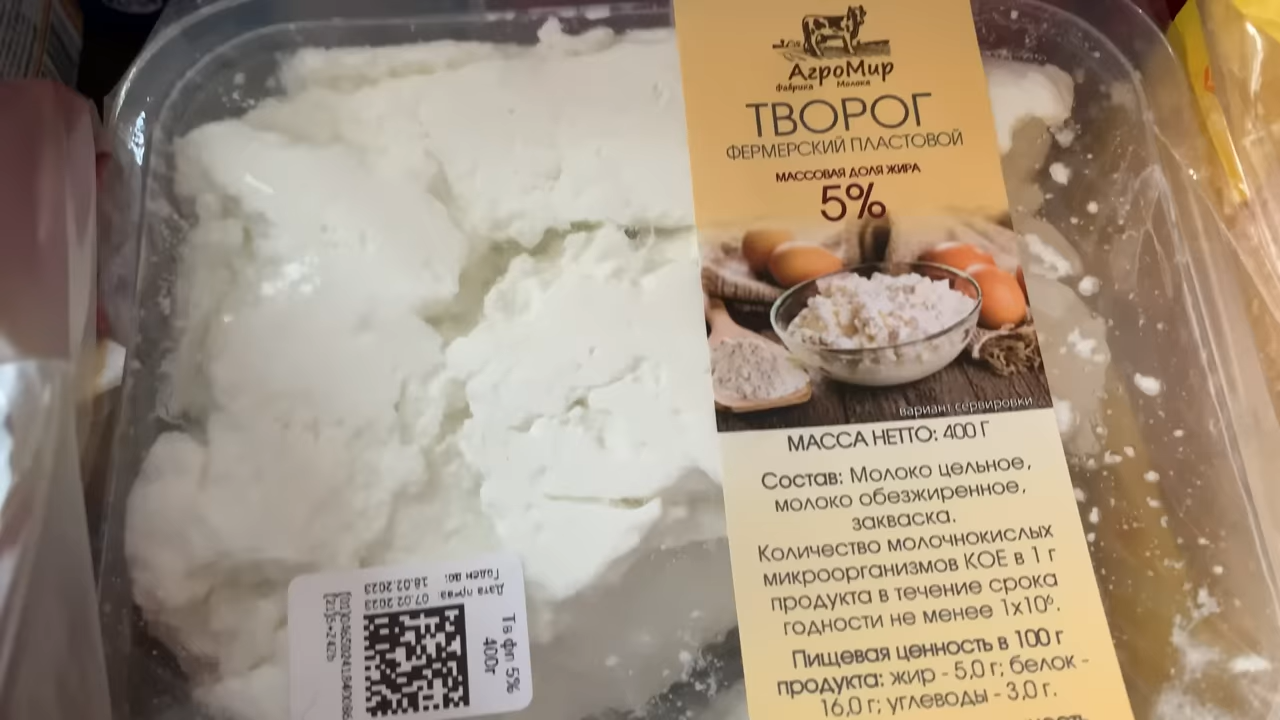 АгроМир
Фабрика Молока
ТВОРОГ
ФЕРМЕРСКИЙ ПЛАСТОВОЙ
МАССОВАЯ ДОЛЯ ЖИРА
5%
вариант сервировки
МАССА НЕТТО: 400 Г
Состав: Молоко цельное,
молоко обезжиренное,
закваска.
Количество молочнокислых
микроорганизмов КОЕ в 1 г
продукта в течение срока
годности не менее 1х10⁶.
Пищевая ценность в 100 г
продукта: жир - 5,0 г; белок -
16,0 г; углеводы - 3,0 г.
Тв фп 5%
400г
Дата пр-ва: 07.02.2023
Годен до: 18.02.2023